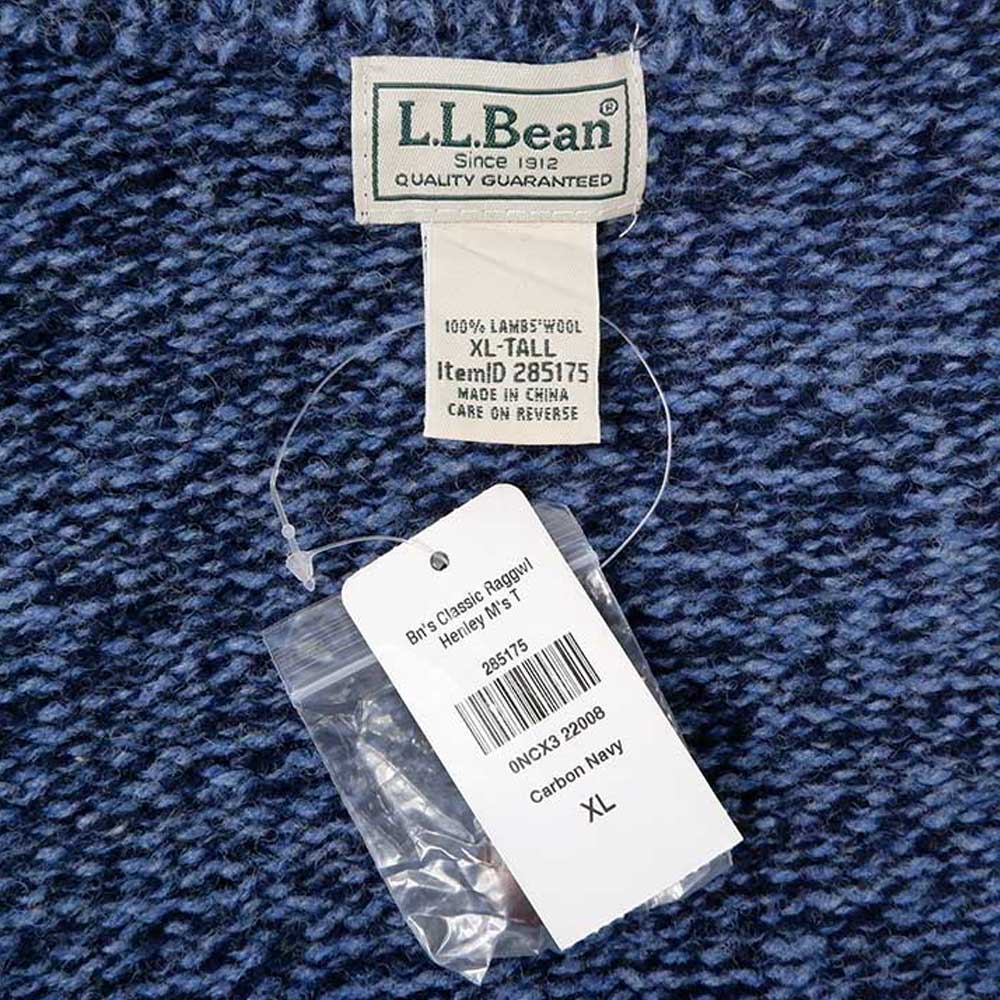 L.L.Bean®
Since 1912
QUALITY GUARANTEED
100% LAMBS'WOOL
XL-TALL
ItemID 285175
MADE IN CHINA
CARE ON REVERSE
Bn's Classic Raggwl
Henley M's T
285175
0NCX3 22008
Carbon Navy
XL